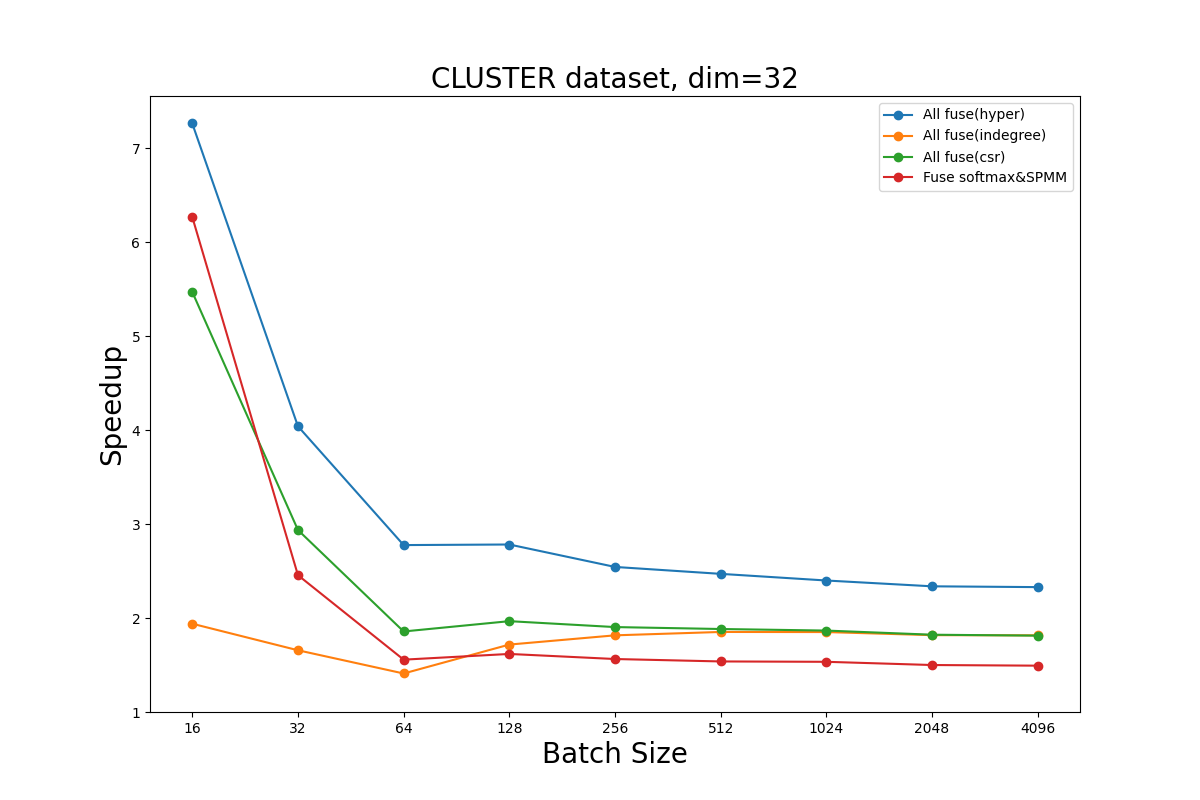 CLUSTER dataset, dim=32
All fuse(hyper)
All fuse(indegree)
All fuse(csr)
Fuse softmax&SPMM
Speedup
7
6
5
4
3
2
1
16 32 64 128 256 512 1024 2048 4096
Batch Size